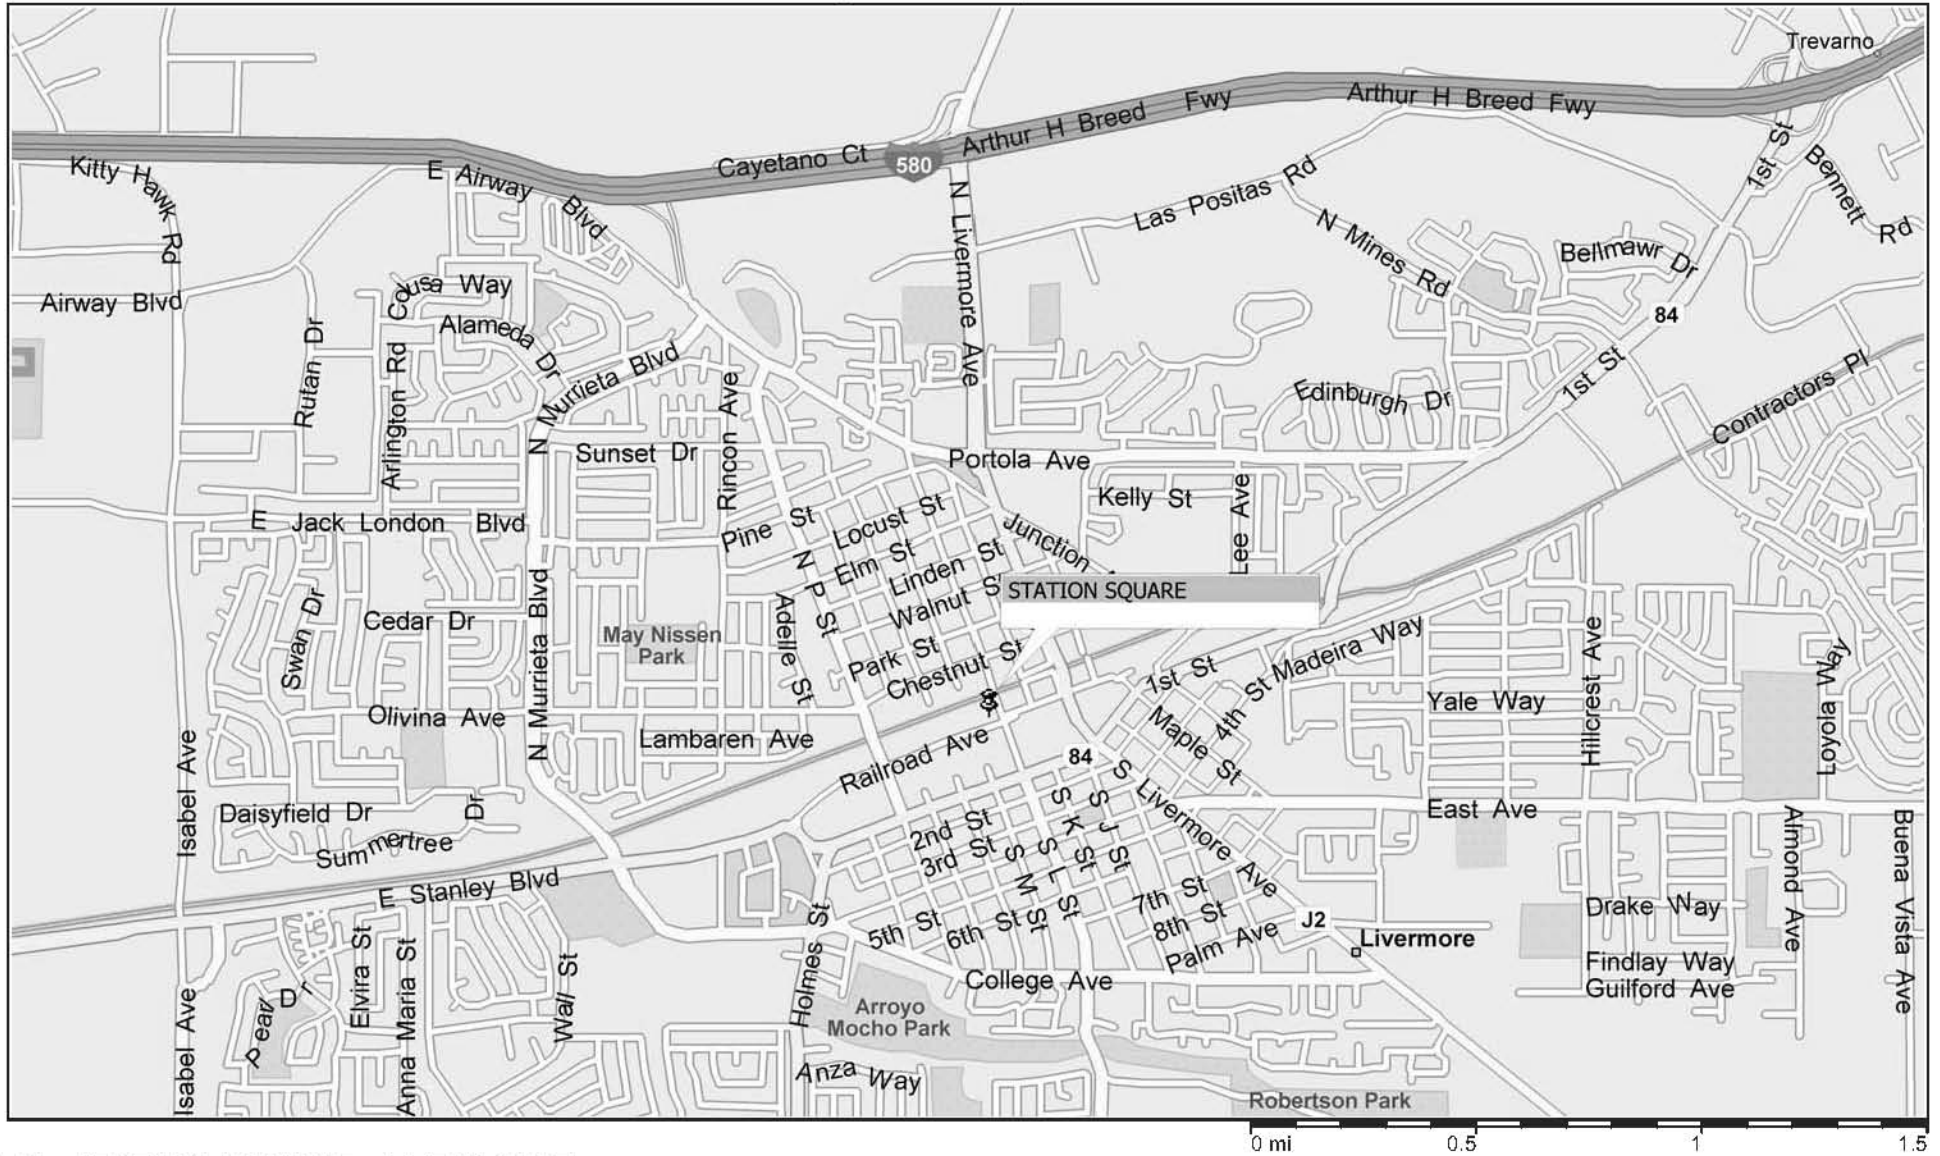 Trevarno
Arthur H Breed Fwy
Arthur H Breed Fwy
Cayetano Ct
580
1st St
Bennett Rd
Kitty Hawk Rd
E Airway Blvd
N Livermore Ave
Las Positas Rd
N Mines Rd
Bellmawr Dr
Airway Blvd
Colusa Way
Alameda Dr
84
Rutan Dr
Arlington Rd
N Murrieta Blvd
Rincon Ave
Edinburgh Dr
1st St
Contractors Pl
Sunset Dr
Portola Ave
Kelly St
Lee Ave
E Jack London Blvd
Pine St
Locust St
Junction
N P St
Elm St
Linden St
Walnut S
STATION SQUARE
Swan Dr
Cedar Dr
N Murrieta Blvd
May Nissen
Park
Adelle St
Park St
Chestnut St
1st St
4th St
Madeira Way
Hillcrest Ave
Loyola Way
Yale Way
Maple St
Olivina Ave
Lambaren Ave
Railroad Ave
84
Isabel Ave
Daisyfield Dr
Summertree Dr
2nd St
3rd St
S M St
S L St
S K St
S J St
S Livermore Ave
East Ave
Almond Ave
Buena Vista Ave
E Stanley Blvd
7th St
8th St
Palm Ave
J2
Livermore
Drake Way
Findlay Way
Guilford Ave
5th St
6th St
College Ave
Holmes St
Elvira St
Anna Maria St
Wall St
Pearl Dr
Isabel Ave
Arroyo
Mocho Park
Anza Way
Robertson Park
0 mi 0.5 1 1.5